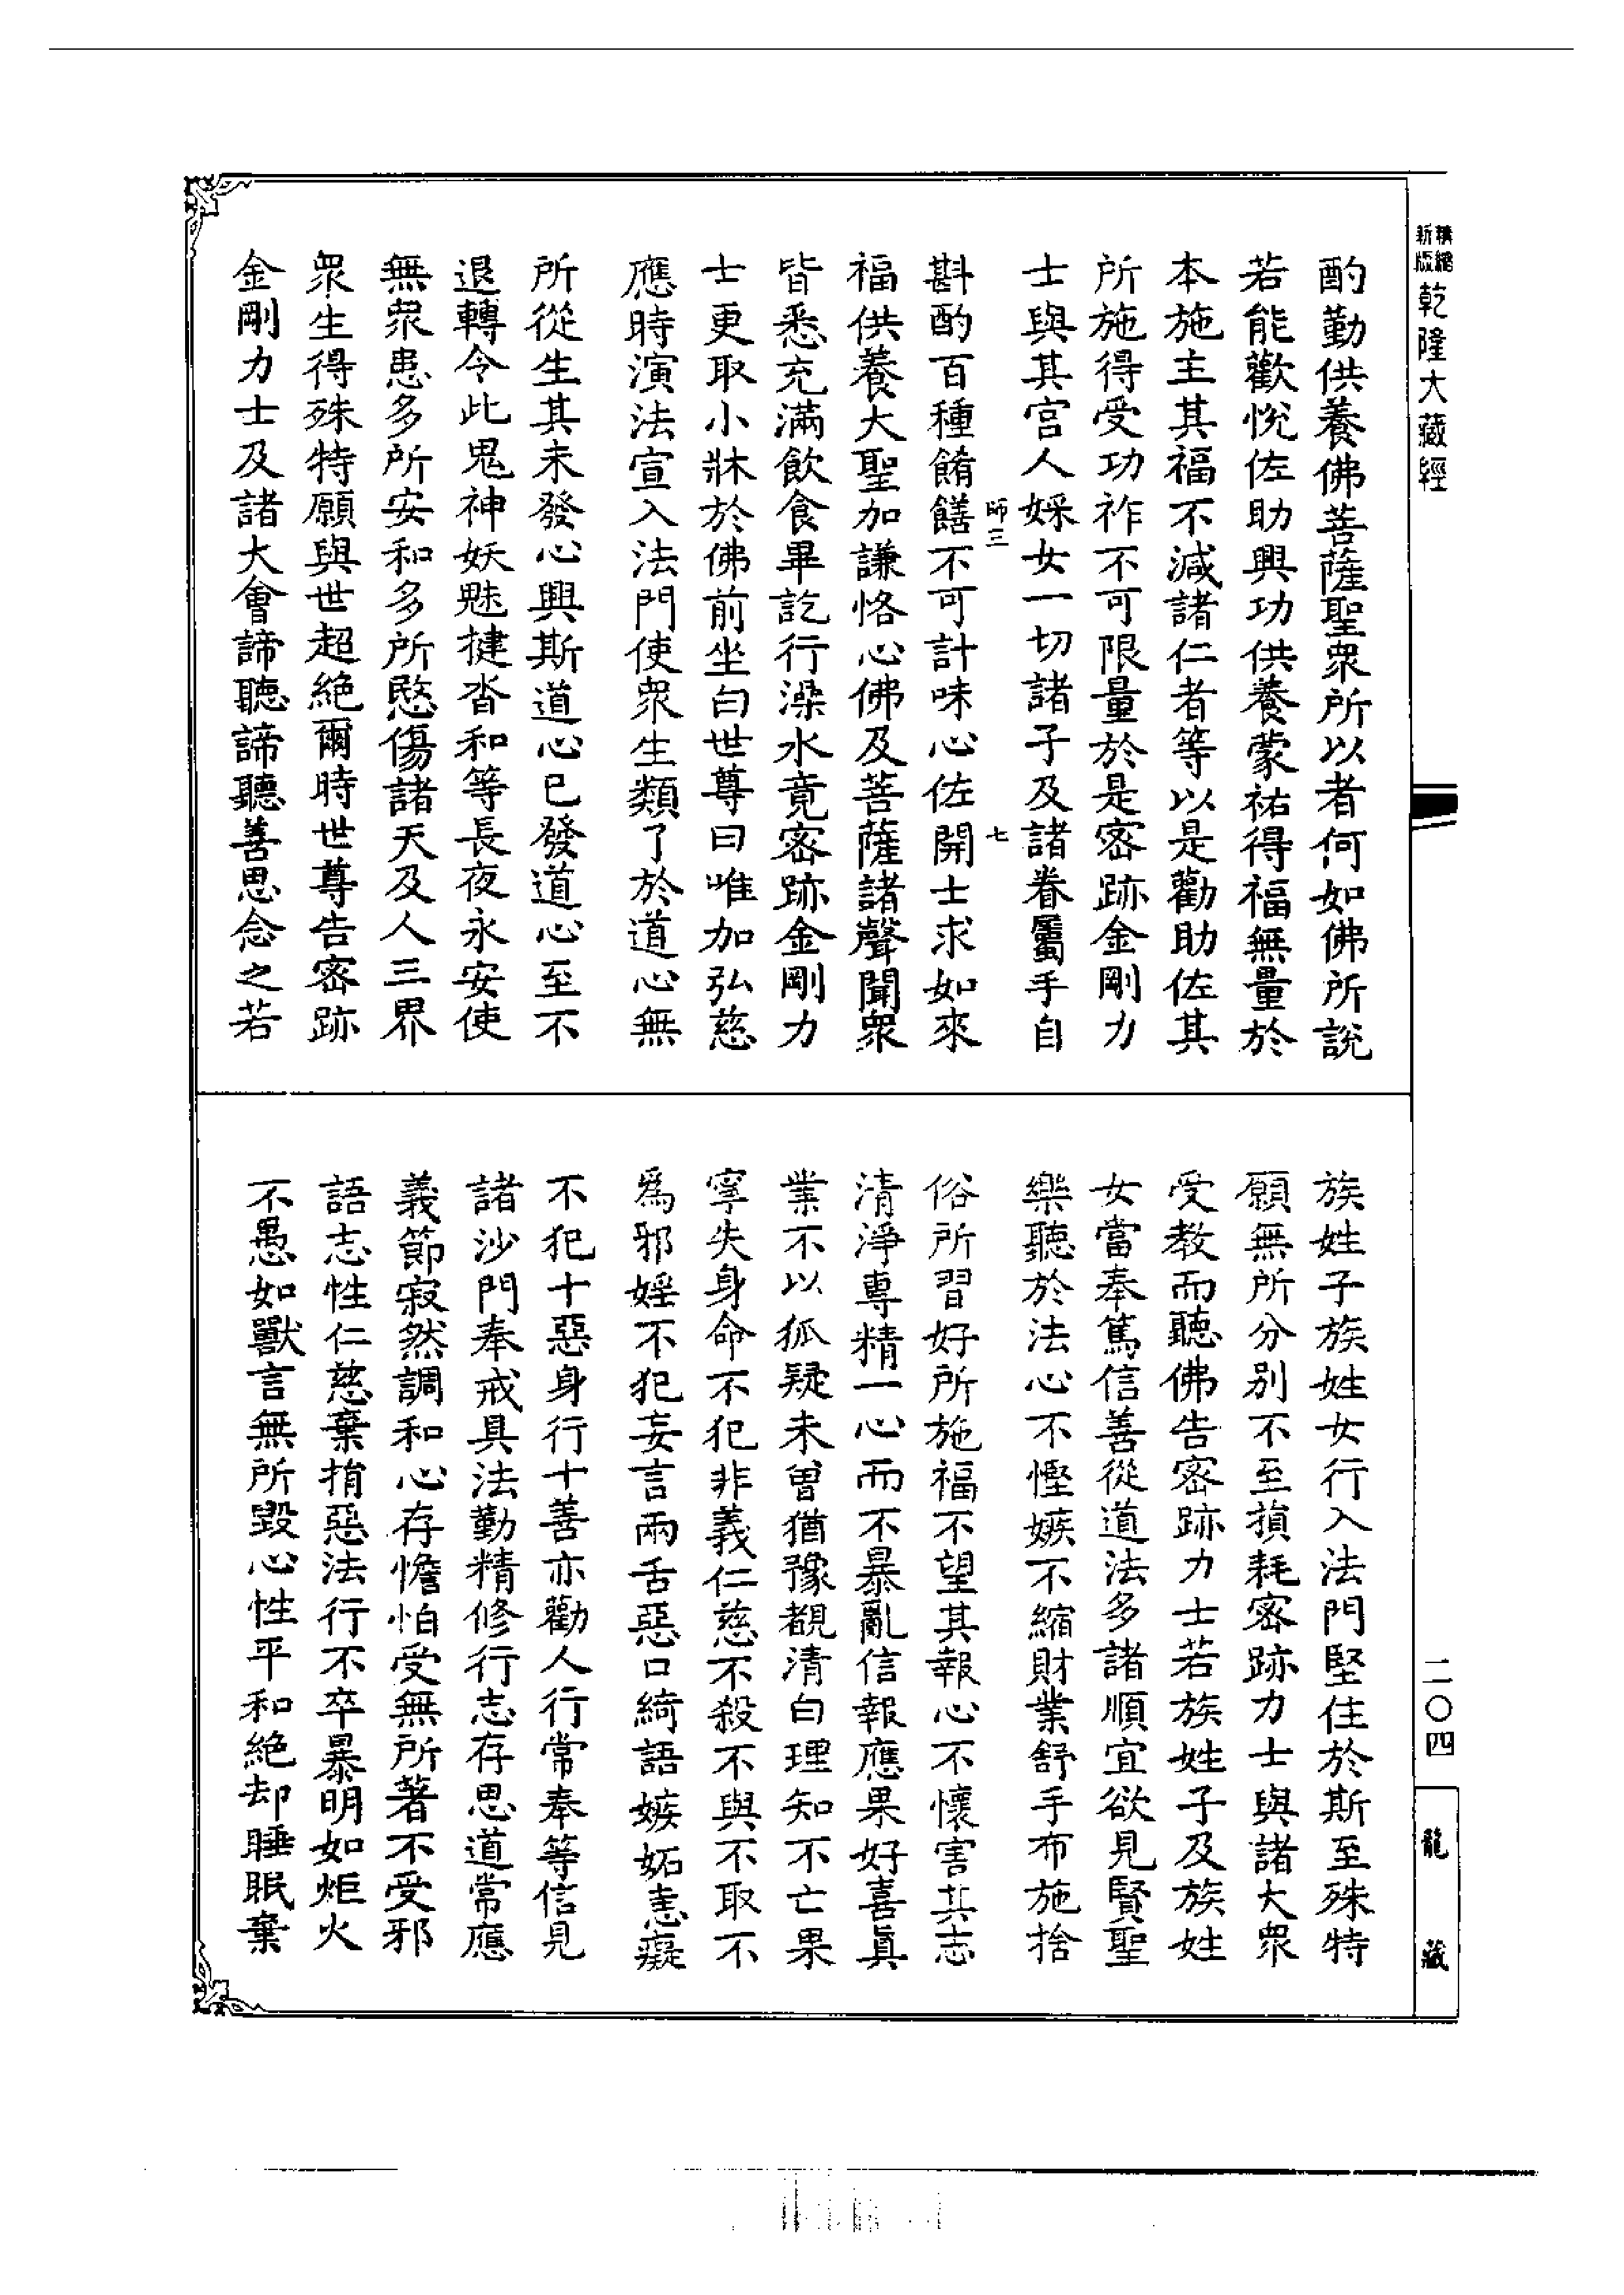 新版精縮乾隆大藏經
酌勤供養佛菩薩聖眾所以者何如佛所說
若能歡悅佐助興功供養蒙祐得福無量於
本施主其福不減諸仁者等以是勸助佐其
所施得受功祚不可限量於是密跡金剛力
士與其宮人婇女一切諸子及諸眷屬手自
師三 七
斟酌百種餚饍不可計味心佐開士求如來
福供養大聖加謙恪心佛及菩薩諸聲聞眾
皆悉充滿飲食畢訖行澡水竟密跡金剛力
士更取小牀於佛前坐白世尊曰唯加弘慈
應時演法宣入法門使眾生類了於道心無
所從生其未發心興斯道心已發道心至不
退轉令此鬼神妖魅揵沓和等長夜永安使
無眾患多所安和多所愍傷諸天及人三界
眾生得殊特願與世超絕爾時世尊告密跡
金剛力士及諸大會諦聽諦聽善思念之若
族姓子族姓女行入法門堅住於斯至殊特
願無所分別不至損耗密跡力士與諸大眾
受教而聽佛告密跡力士若族姓子及族姓
女當奉篤信善從道法多諸順宜欲見賢聖
樂聽於法心不慳嫉不縮財業舒手布施捨
俗所習好所施福不望其報心不懷害其志
清淨專精一心而不暴亂信報應果好喜真
業不以狐疑未曾猶豫覩清白理知不亡果
寧失身命不犯非義仁慈不殺不與不取不
為邪婬不犯妄言兩舌惡口綺語嫉妬恚癡
不犯十惡身行十善亦勸人行常奉等信見
諸沙門奉戒具法勤精修行志存思道常應
義節寂然調和心存憺怕受無所著不受邪
語志性仁慈棄捐惡法行不卒暴明如炬火
不愚如獸言無所毀心性平和絕却睡眠棄
二〇四
龍藏